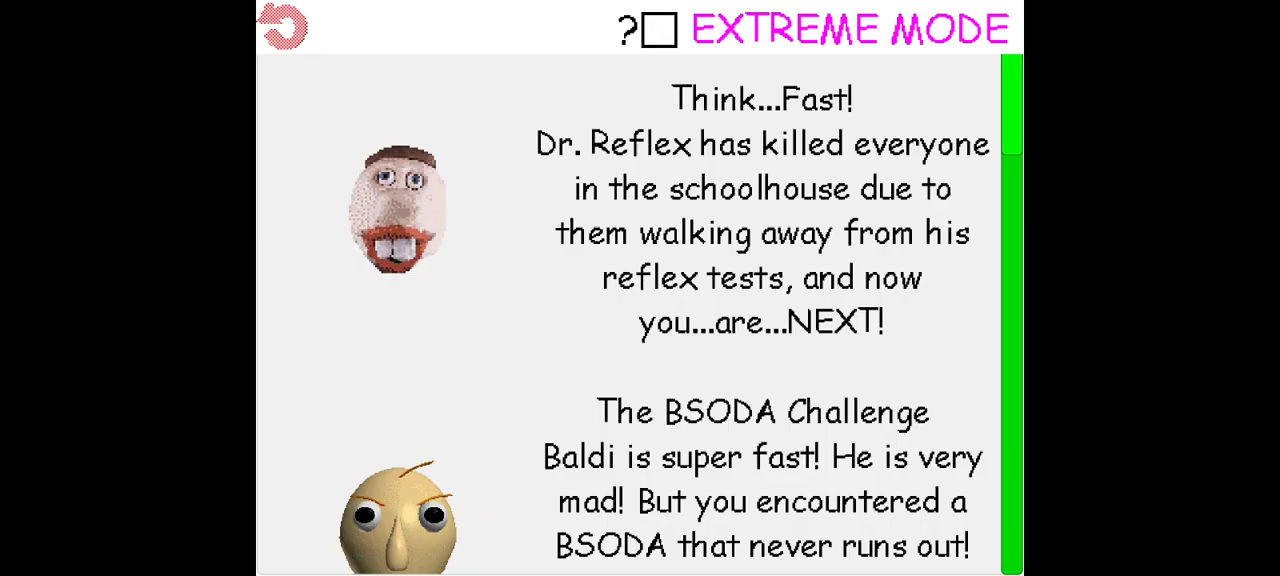 ? EXTREME MODE
Think...Fast!
Dr. Reflex has killed everyone
in the schoolhouse due to
them walking away from his
reflex tests, and now
you...are...NEXT!
The BSODA Challenge
Baldi is super fast! He is very
mad! But you encountered a
BSODA that never runs out!